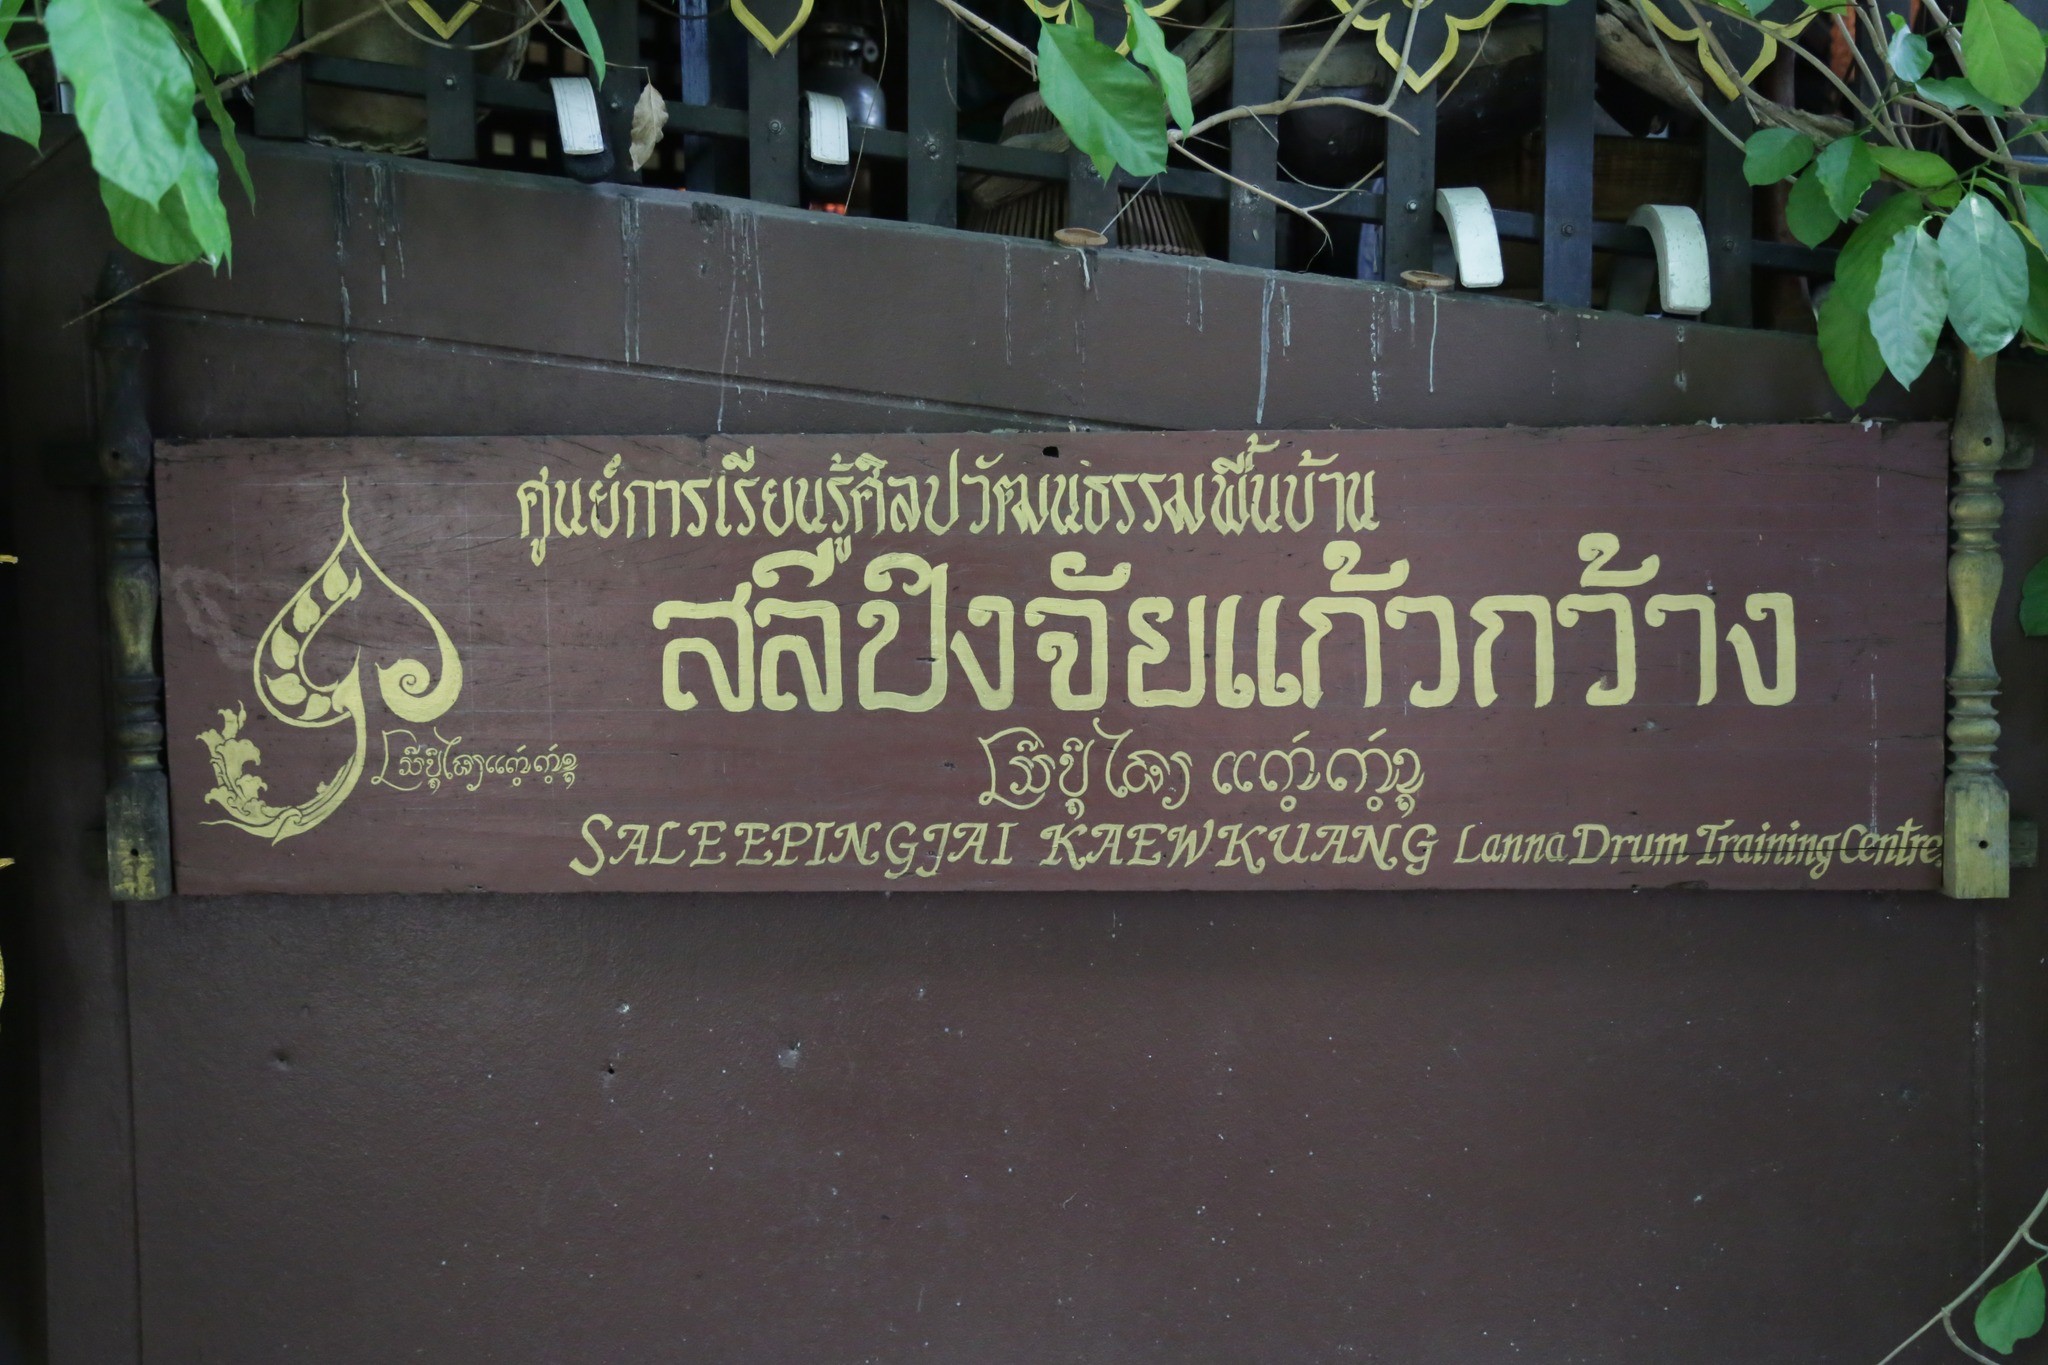 ศูนย์การเรียนรู้ศิลปวัฒนธรรมพื้นบ้าน
สลีปิงจัยแก้วกว้าง
SALEEPINGJAI KAEWKUANG Lanna Drum Training Centre.